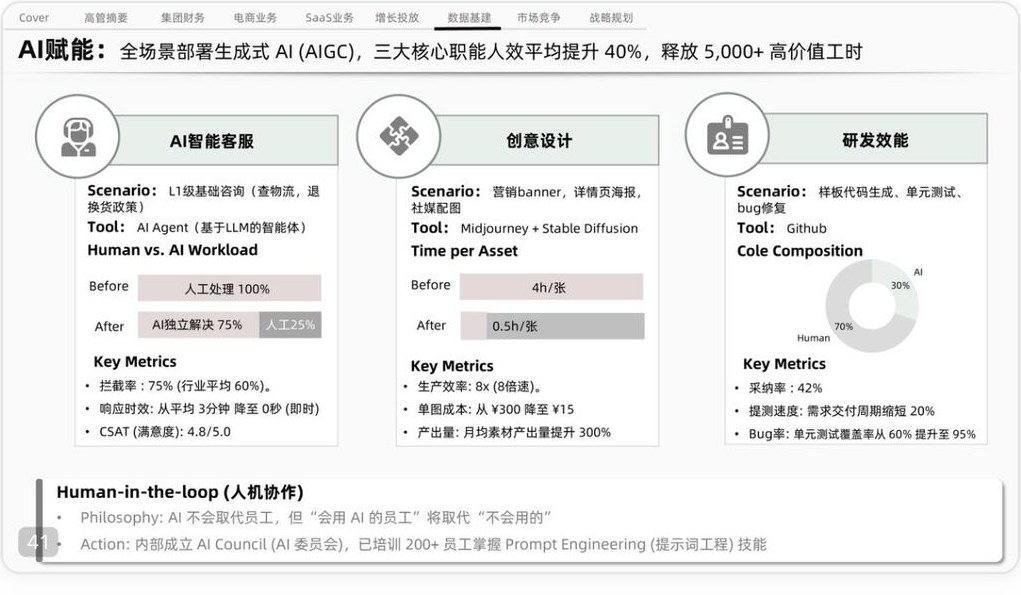 Cover 高管摘要 集团财务 电商业务 SaaS业务 增长投放 数据基建 市场竞争 战略规划
AI赋能：全场景部署生成式 AI (AIGC)，三大核心职能人效平均提升 40%，释放 5,000+ 高价值工时
AI智能客服
Scenario： L1级基础咨询（查物流，退
换货政策）
Tool： AI Agent（基于LLM的智能体）
Human vs. AI Workload
Before 人工处理 100%
After AI独立解决 75% 人工25%
Key Metrics
• 拦截率：75% (行业平均 60%)。
• 响应时效: 从平均 3分钟 降至 0秒 (即时)
• CSAT (满意度): 4.8/5.0
创意设计
Scenario： 营销banner，详情页海报，
社媒配图
Tool： Midjourney + Stable Diffusion
Time per Asset
Before 4h/张
After 0.5h/张
Key Metrics
• 生产效率: 8x (8倍速)。
• 单图成本: 从 ¥300 降至 ¥15
• 产出量: 月均素材产出量提升 300%
研发效能
Scenario： 样板代码生成、单元测试、
bug修复
Tool： Github
Cole Composition
AI
30%
70%
Human
Key Metrics
• 采纳率 : 42%
• 提测速度: 需求交付周期缩短 20%
• Bug率: 单元测试覆盖率从 60% 提升至 95%
Human-in-the-loop (人机协作)
• Philosophy: AI 不会取代员工，但“会用 AI 的员工”将取代“不会用的”
• Action: 内部成立 AI Council (AI 委员会)，已培训 200+ 员工掌握 Prompt Engineering (提示词工程) 技能
41